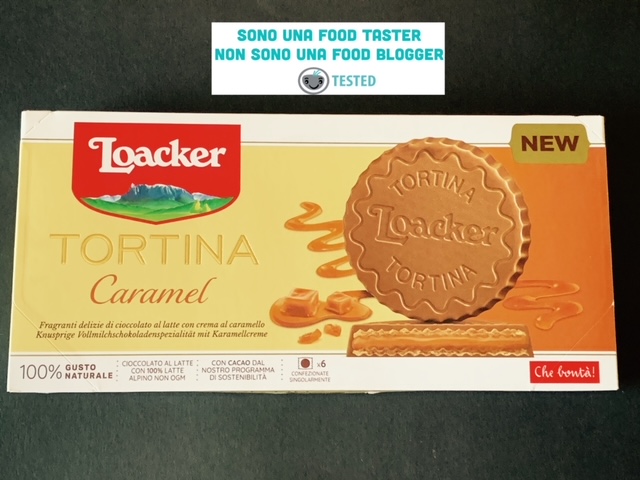 SONO UNA FOOD TASTER
NON SONO UNA FOOD BLOGGER
TESTED
Loacker
NEW
TORTINA
Caramel
TORTINA
Loacker
TORTINA
Fragranti delizie di cioccolato al latte con crema al caramello
Knusprige Vollmilchschokoladenspezialität mit Karamellcreme
100% GUSTO NATURALE
CIOCCOLATO AL LATTE
CON 100% LATTE
ALPINO NON OGM
CON CACAO DAL
NOSTRO PROGRAMMA
DI SOSTENIBILITÀ
x6
CONFEZIONATE
SINGOLARMENTE
Che bontà!